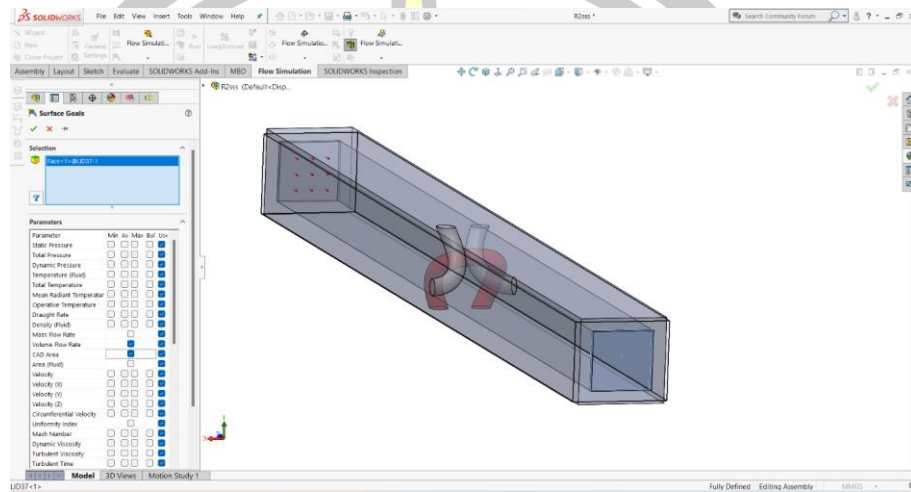 SOLIDWORKS File Edit View Insert Tools Window Help
R2sss *
Search Community Forum
Wizard
New
Clone Project
General Settings
Flow Simulati...
Run
Load/Unload
Flow Simulatio...
Flow Simulati...
Assembly Layout Sketch Evaluate SOLIDWORKS Add-Ins MBD Flow Simulation SOLIDWORKS Inspection
R2sss (Default<Disp...
Surface Goals
Selection
Face<1>@LID37-1
Parameters
Parameter Min Av Max Bul Use
Static Pressure
Total Pressure
Dynamic Pressure
Temperature (Fluid)
Total Temperature
Mean Radiant Temperatur
Operative Temperature
Draught Rate
Density (Fluid)
Mass Flow Rate
Volume Flow Rate
CAD Area
Area (Fluid)
Velocity
Velocity (X)
Velocity (Y)
Velocity (Z)
Circumferential Velocity
Uniformity Index
Mach Number
Dynamic Viscosity
Turbulent Viscosity
Turbulent Time
Model 3D Views Motion Study 1
LID37<1>
Fully Defined Editing Assembly MMGS